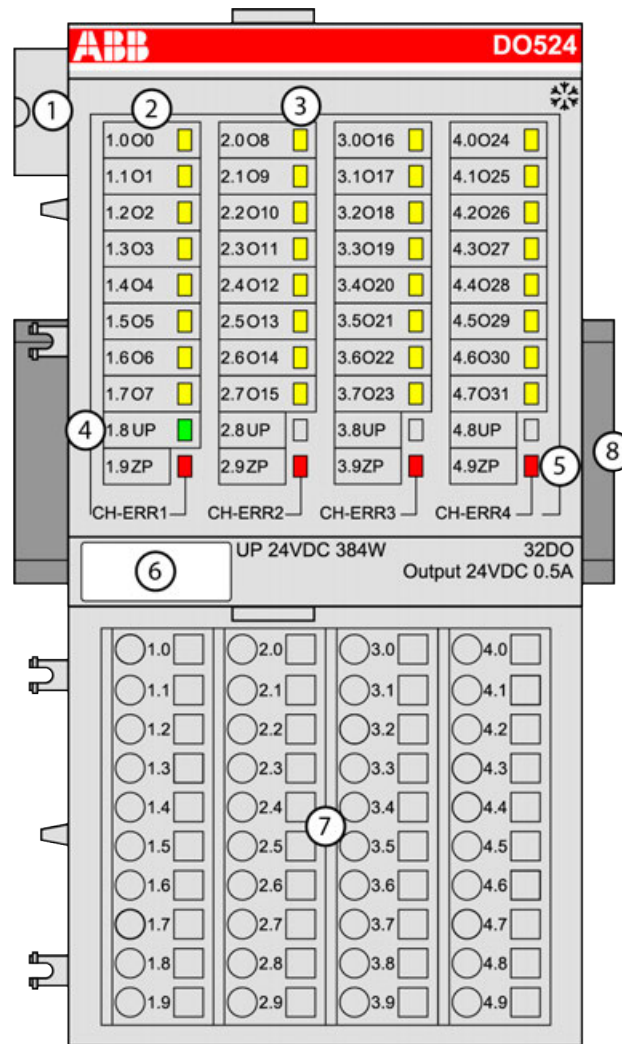 ABB DO524
1 2 3
1.0O0 2.0O8 3.0O16 4.0O24
1.1O1 2.1O9 3.1O17 4.1O25
1.2O2 2.2O10 3.2O18 4.2O26
1.3O3 2.3O11 3.3O19 4.3O27
1.4O4 2.4O12 3.4O20 4.4O28
1.5O5 2.5O13 3.5O21 4.5O29
1.6O6 2.6O14 3.6O22 4.6O30
1.7O7 2.7O15 3.7O23 4.7O31
4 1.8UP 2.8UP 3.8UP 4.8UP 8
1.9ZP 2.9ZP 3.9ZP 4.9ZP 5
CH-ERR1 CH-ERR2 CH-ERR3 CH-ERR4
6 UP 24VDC 384W 32DO
Output 24VDC 0.5A
1.0 2.0 3.0 4.0
1.1 2.1 3.1 4.1
1.2 2.2 3.2 4.2
1.3 2.3 3.3 4.3
1.4 2.4 3.4 4.4
7
1.5 2.5 3.5 4.5
1.6 2.6 3.6 4.6
1.7 2.7 3.7 4.7
1.8 2.8 3.8 4.8
1.9 2.9 3.9 4.9